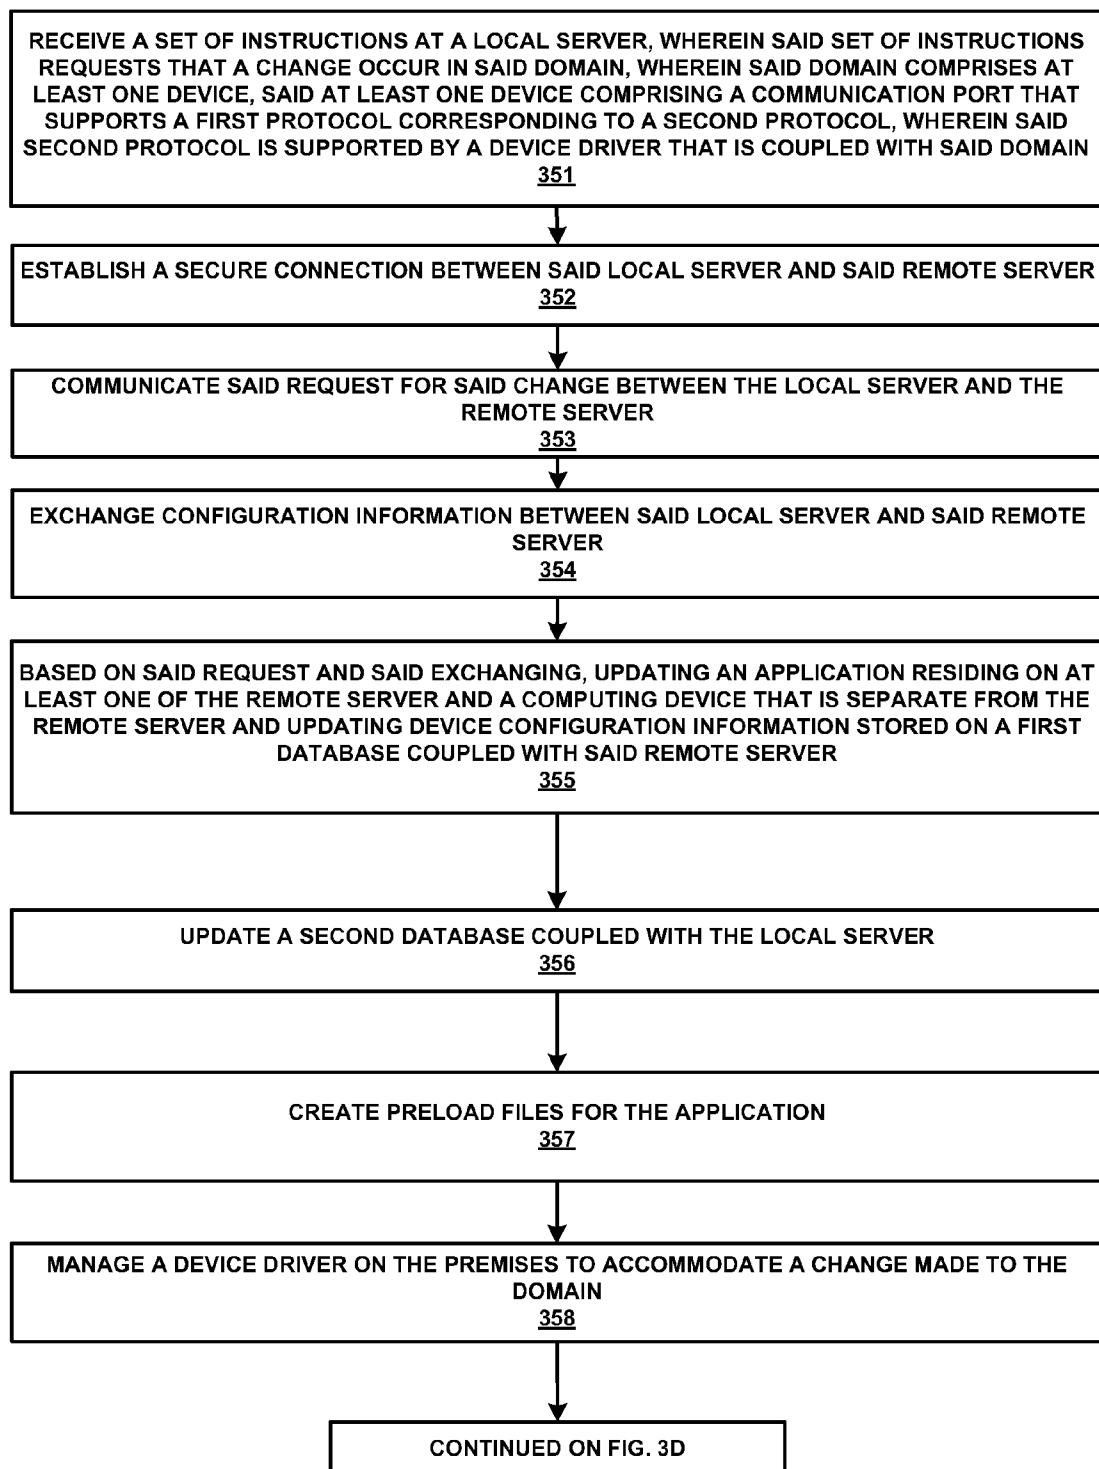 RECEIVE A SET OF INSTRUCTIONS AT A LOCAL SERVER, WHEREIN SAID SET OF INSTRUCTIONS
REQUESTS THAT A CHANGE OCCUR IN SAID DOMAIN, WHEREIN SAID DOMAIN COMPRISES AT
LEAST ONE DEVICE, SAID AT LEAST ONE DEVICE COMPRISING A COMMUNICATION PORT THAT
SUPPORTS A FIRST PROTOCOL CORRESPONDING TO A SECOND PROTOCOL, WHEREIN SAID
SECOND PROTOCOL IS SUPPORTED BY A DEVICE DRIVER THAT IS COUPLED WITH SAID DOMAIN
351
ESTABLISH A SECURE CONNECTION BETWEEN SAID LOCAL SERVER AND SAID REMOTE SERVER
352
COMMUNICATE SAID REQUEST FOR SAID CHANGE BETWEEN THE LOCAL SERVER AND THE
REMOTE SERVER
353
EXCHANGE CONFIGURATION INFORMATION BETWEEN SAID LOCAL SERVER AND SAID REMOTE
SERVER
354
BASED ON SAID REQUEST AND SAID EXCHANGING, UPDATING AN APPLICATION RESIDING ON AT
LEAST ONE OF THE REMOTE SERVER AND A COMPUTING DEVICE THAT IS SEPARATE FROM THE
REMOTE SERVER AND UPDATING DEVICE CONFIGURATION INFORMATION STORED ON A FIRST
DATABASE COUPLED WITH SAID REMOTE SERVER
355
UPDATE A SECOND DATABASE COUPLED WITH THE LOCAL SERVER
356
CREATE PRELOAD FILES FOR THE APPLICATION
357
MANAGE A DEVICE DRIVER ON THE PREMISES TO ACCOMMODATE A CHANGE MADE TO THE
DOMAIN
358
CONTINUED ON FIG. 3D